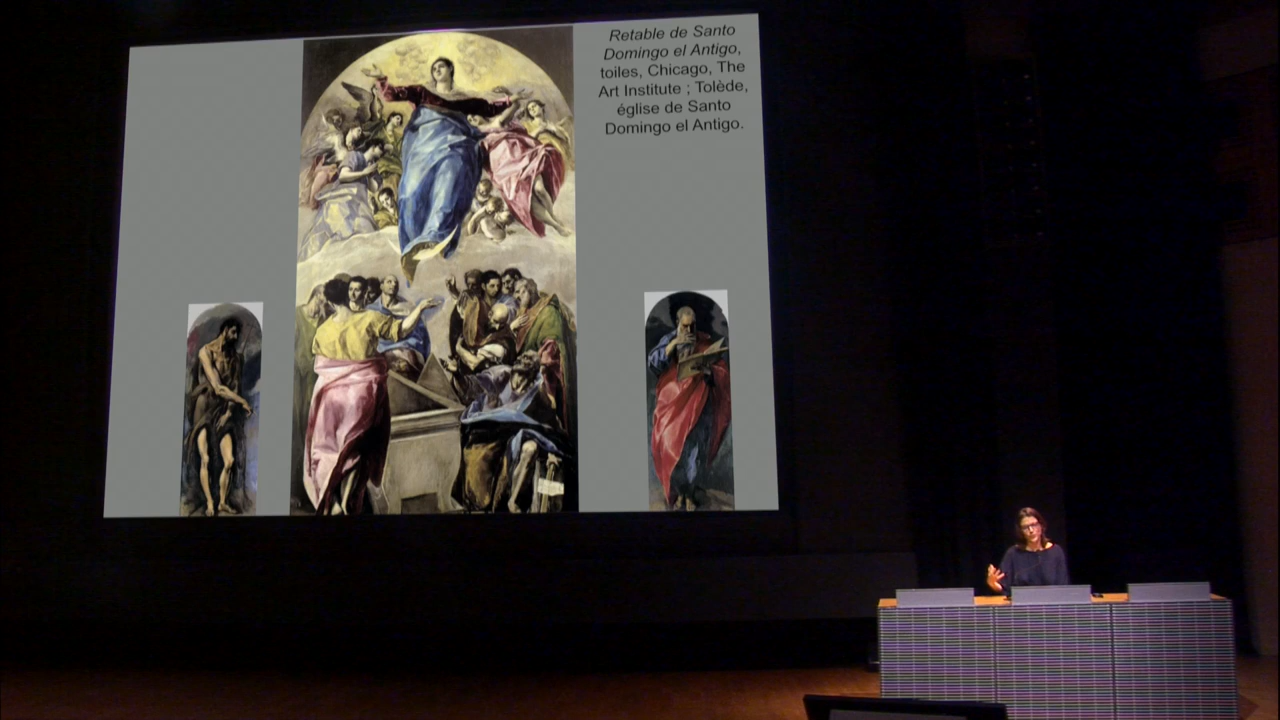 Retable de Santo
Domingo el Antigo,
toiles, Chicago, The
Art Institute ; Tolède,
église de Santo
Domingo el Antigo.